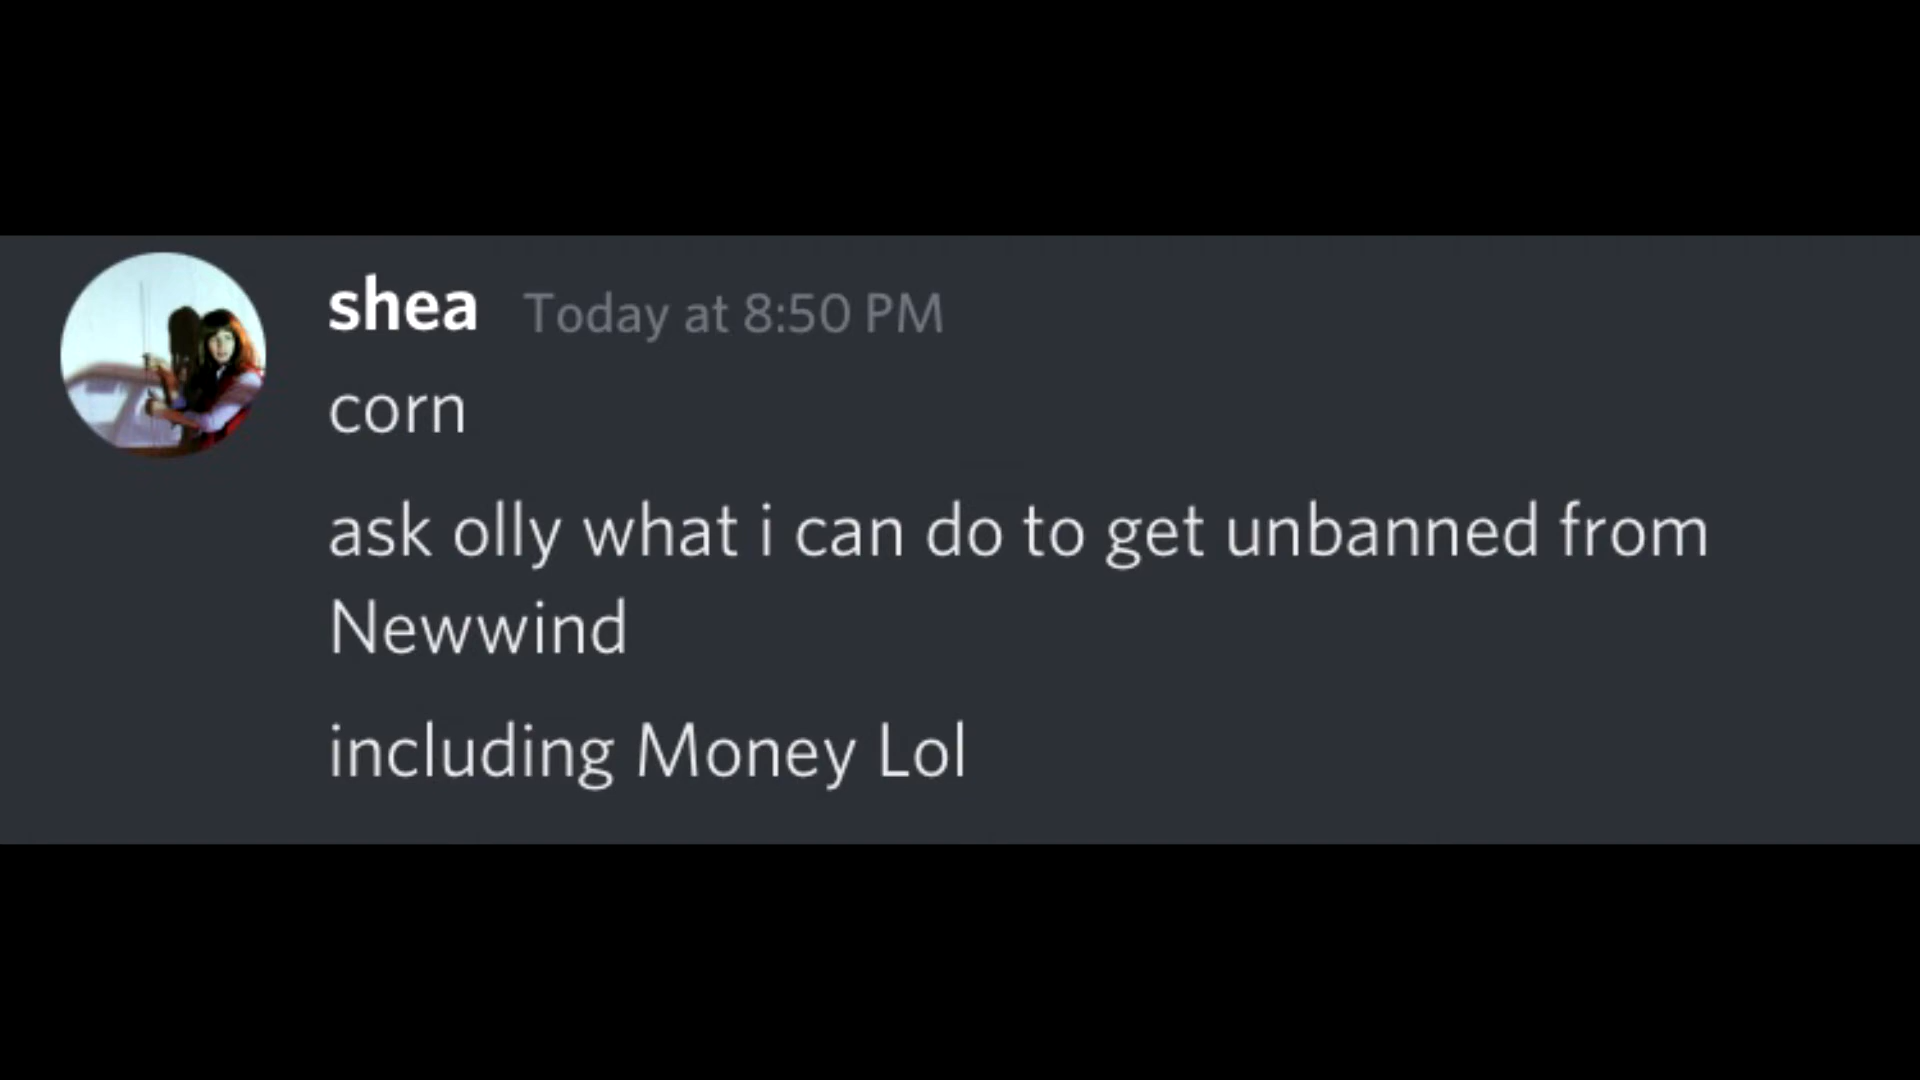 shea Today at 8:50 PM
corn
ask olly what i can do to get unbanned from
Newwind
including Money Lol